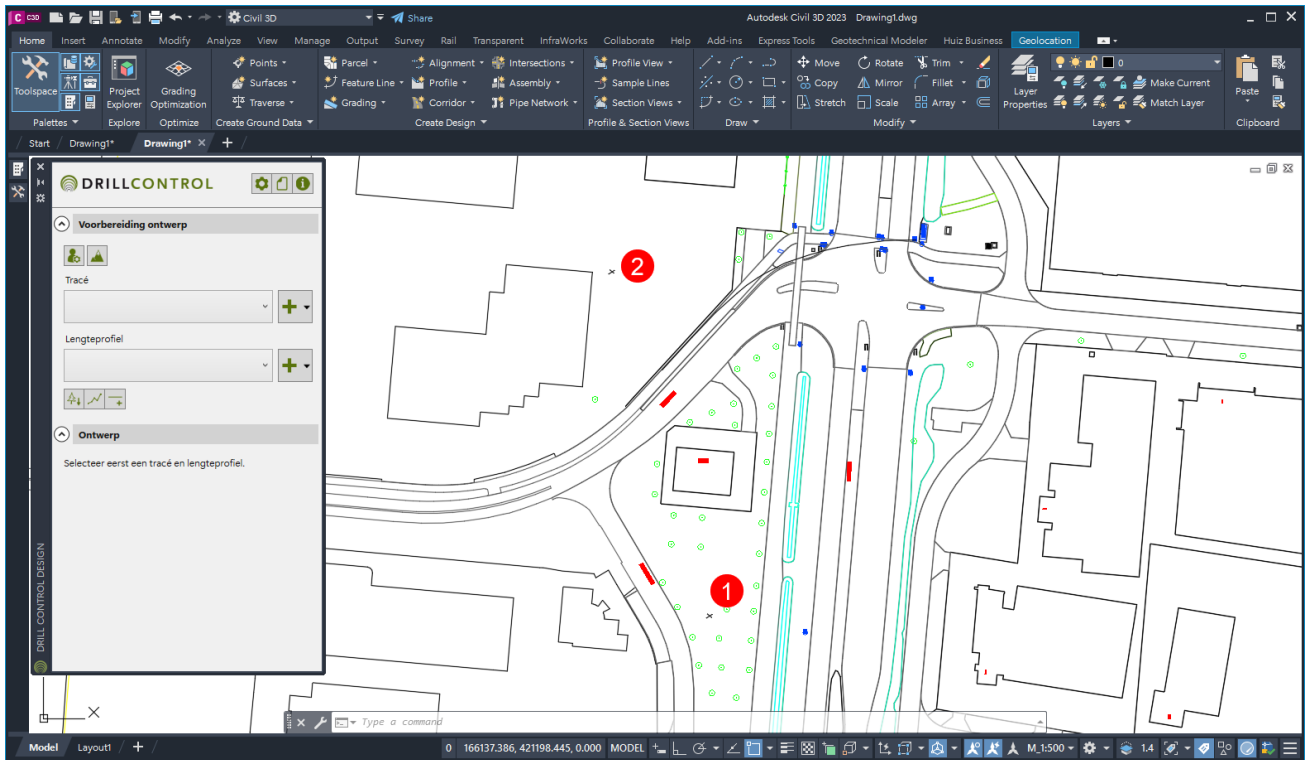 C C3D Civil 3D Share Autodesk Civil 3D 2023 Drawing1.dwg
Home Insert Annotate Modify Analyze View Manage Output Survey Rail Transparent InfraWorks Collaborate Help Add-ins Express Tools Geotechnical Modeler Huiz Business Geolocation
Points Parcel Alignment Intersections Profile View Move Rotate Trim 0
Surfaces Feature Line Profile Assembly Sample Lines Copy Mirror Fillet Make Current
Toolspace Project Explorer Grading Optimization Traverse Grading Corridor Pipe Network Section Views Stretch Scale Array Layer Properties Match Layer Paste
Palettes Explore Optimize Create Ground Data Create Design Profile & Section Views Draw Modify Layers Clipboard
Start Drawing1* Drawing1*
DRILLCONTROL
Voorbereiding ontwerp
Tracé
Lengteprofiel
Ontwerp
Selecteer eerst een tracé en lengteprofiel.
DRILL CONTROL DESIGN
2
1
X
Type a command
Model Layout1 0 166137.386, 421198.445, 0.000 MODEL M_1:500 1.4